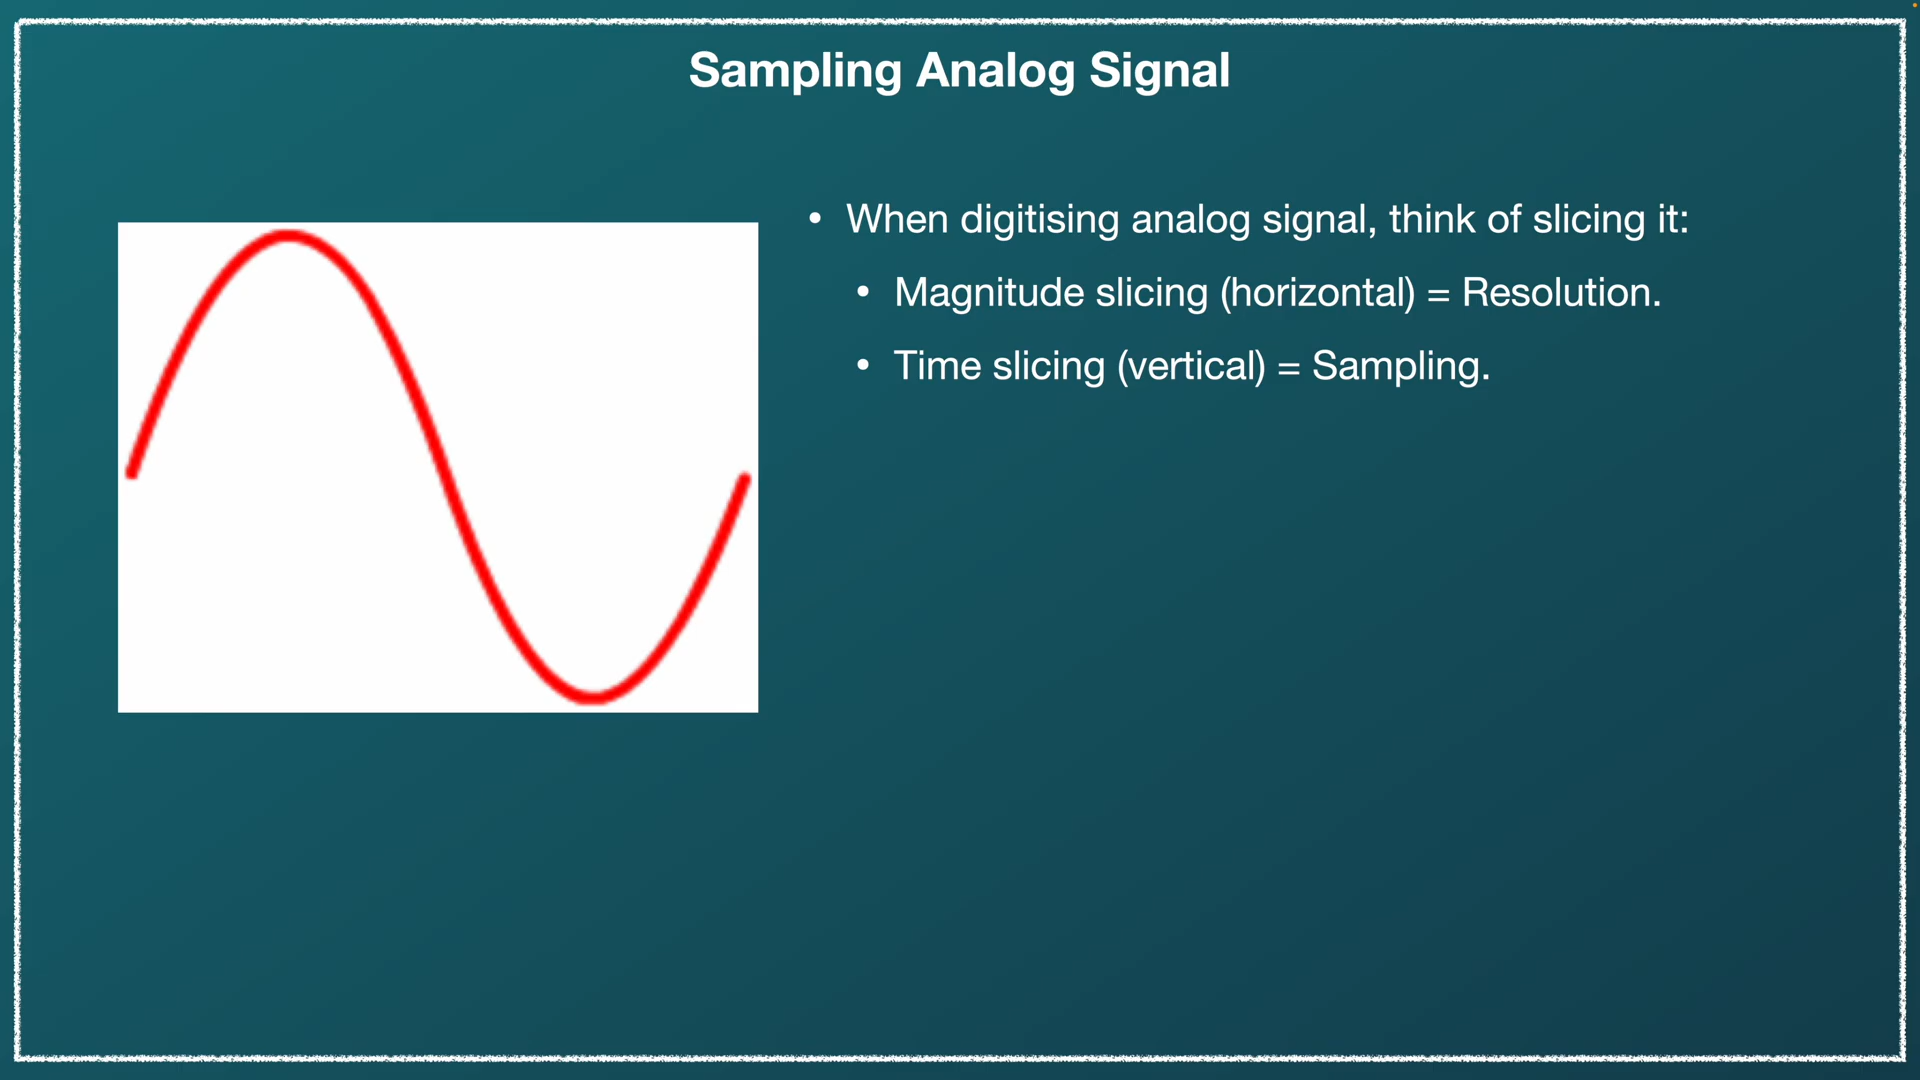 Sampling Analog Signal
• When digitising analog signal, think of slicing it:
• Magnitude slicing (horizontal) = Resolution.
• Time slicing (vertical) = Sampling.